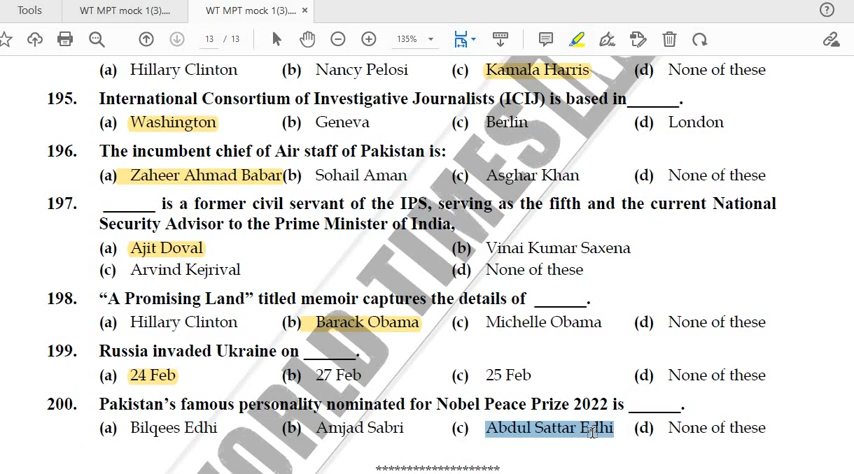 Tools WT MPT mock 1(3).... WT MPT mock 1(3).... ×
13 / 13 135%
(a) Hillary Clinton (b) Nancy Pelosi (c) Kamala Harris (d) None of these
195. International Consortium of Investigative Journalists (ICIJ) is based in______.
(a) Washington (b) Geneva (c) Berlin (d) London
196. The incumbent chief of Air staff of Pakistan is:
(a) Zaheer Ahmad Babar (b) Sohail Aman (c) Asghar Khan (d) None of these
197. ______ is a former civil servant of the IPS, serving as the fifth and the current National
Security Advisor to the Prime Minister of India.
(a) Ajit Doval (b) Vinai Kumar Saxena
(c) Arvind Kejrival (d) None of these
198. “A Promising Land” titled memoir captures the details of ______.
(a) Hillary Clinton (b) Barack Obama (c) Michelle Obama (d) None of these
199. Russia invaded Ukraine on ______.
(a) 24 Feb (b) 27 Feb (c) 25 Feb (d) None of these
200. Pakistan’s famous personality nominated for Nobel Peace Prize 2022 is ______.
(a) Bilqees Edhi (b) Amjad Sabri (c) Abdul Sattar Edhi (d) None of these
********************
WORLD TIMES